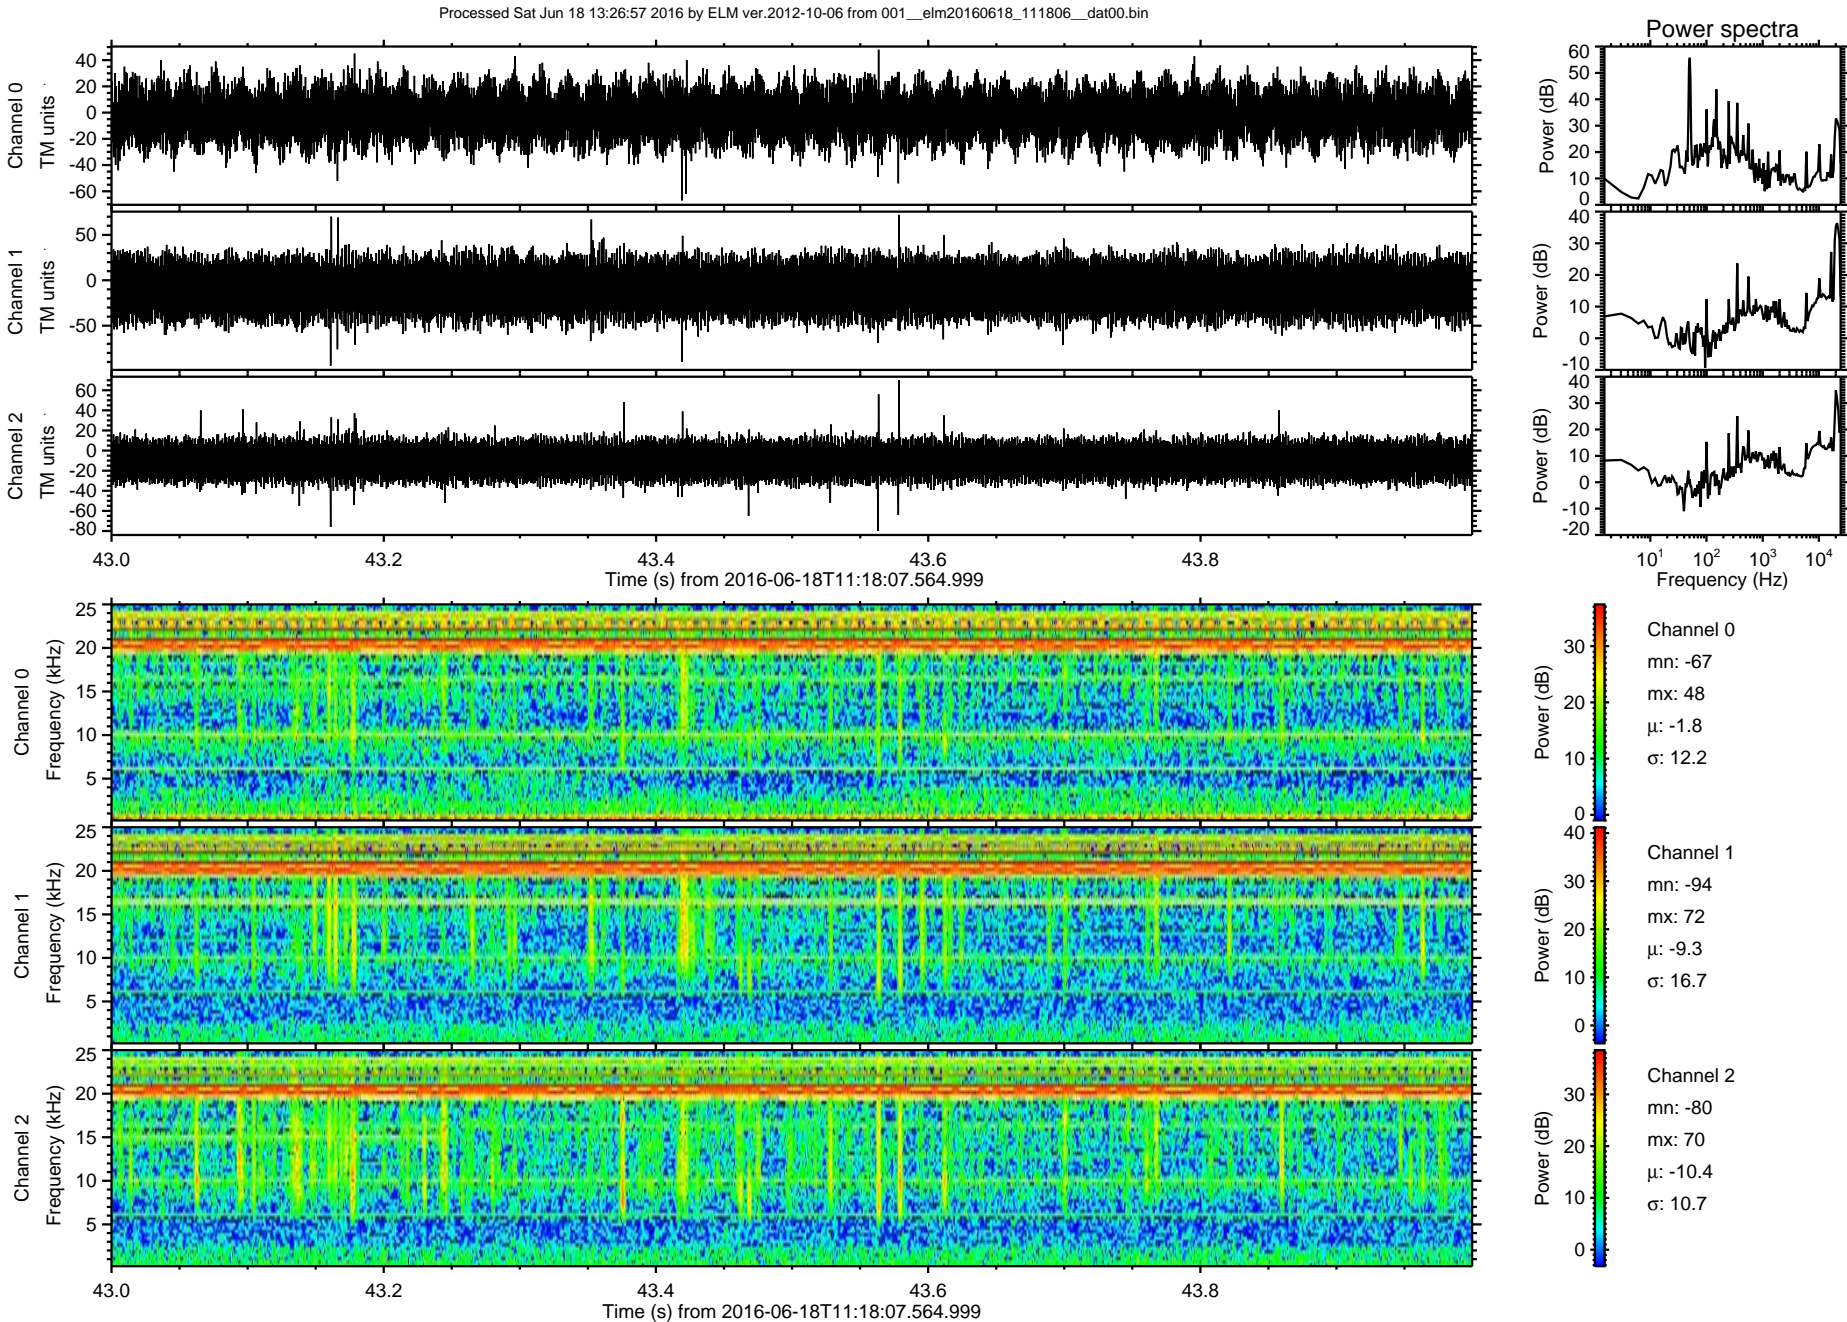 Processed Sat Jun 18 13:26:57 2016 by ELM ver.2012-10-06 from 001__elm20160618_111806__dat00.bin
Power spectra
Channel 0
TM units
40
20
0
-20
-40
-60
Power (dB)
60
50
40
30
20
10
0
Channel 1
TM units
50
0
-50
Power (dB)
40
30
20
10
0
-10
Channel 2
TM units
60
40
20
0
-20
-40
-60
-80
Power (dB)
40
30
20
10
0
-10
-20
43.0 43.2 43.4 43.6 43.8
Time (s) from 2016-06-18T11:18:07.564.999
10¹ 10² 10³ 10⁴
Frequency (Hz)
Channel 0
Frequency (kHz)
25
20
15
10
5
Power (dB)
30
20
10
0
Channel 0
mn: -67
mx: 48
μ: -1.8
σ: 12.2
Channel 1
Frequency (kHz)
25
20
15
10
5
Power (dB)
40
30
20
10
0
Channel 1
mn: -94
mx: 72
μ: -9.3
σ: 16.7
Channel 2
Frequency (kHz)
25
20
15
10
5
Power (dB)
30
20
10
0
Channel 2
mn: -80
mx: 70
μ: -10.4
σ: 10.7
43.0 43.2 43.4 43.6 43.8
Time (s) from 2016-06-18T11:18:07.564.999